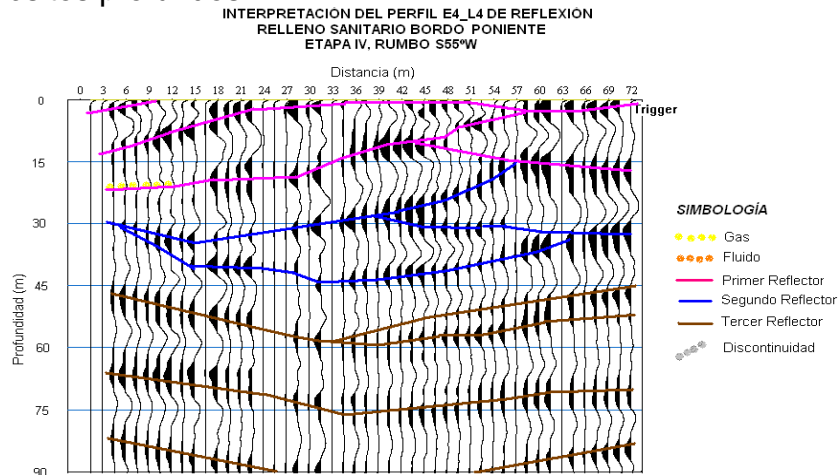 INTERPRETACIÓN DEL PERFIL E4_L4 DE REFLEXIÓN
RELLENO SANITARIO BORDO PONIENTE
ETAPA IV, RUMBO S55ºW
Distancia (m)
0 3 6 9 12 15 18 21 24 27 30 33 36 39 42 45 48 51 54 57 60 63 66 69 72
Trigger
Profundidad (m)
0
15
30
45
60
75
90
SIMBOLOGÍA
Gas
Fluido
Primer Reflector
Segundo Reflector
Tercer Reflector
Discontinuidad